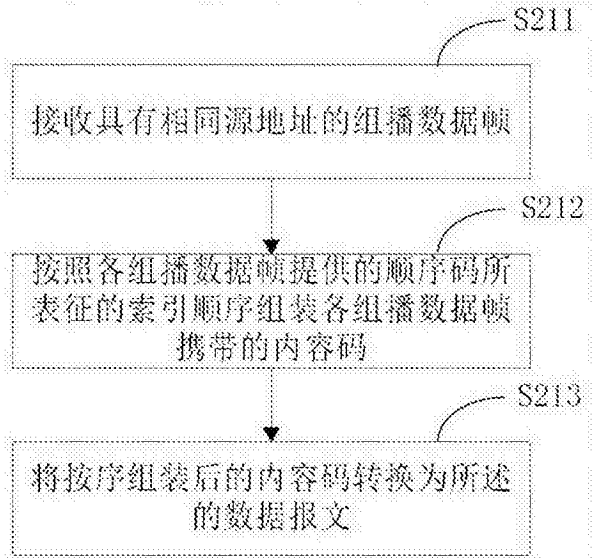 S211
接收具有相同源地址的组播数据帧
S212
按照各组播数据帧提供的顺序码所
表征的索引顺序组装各组播数据帧
携带的内容码
S213
将按序组装后的内容码转换为所述
的数据报文